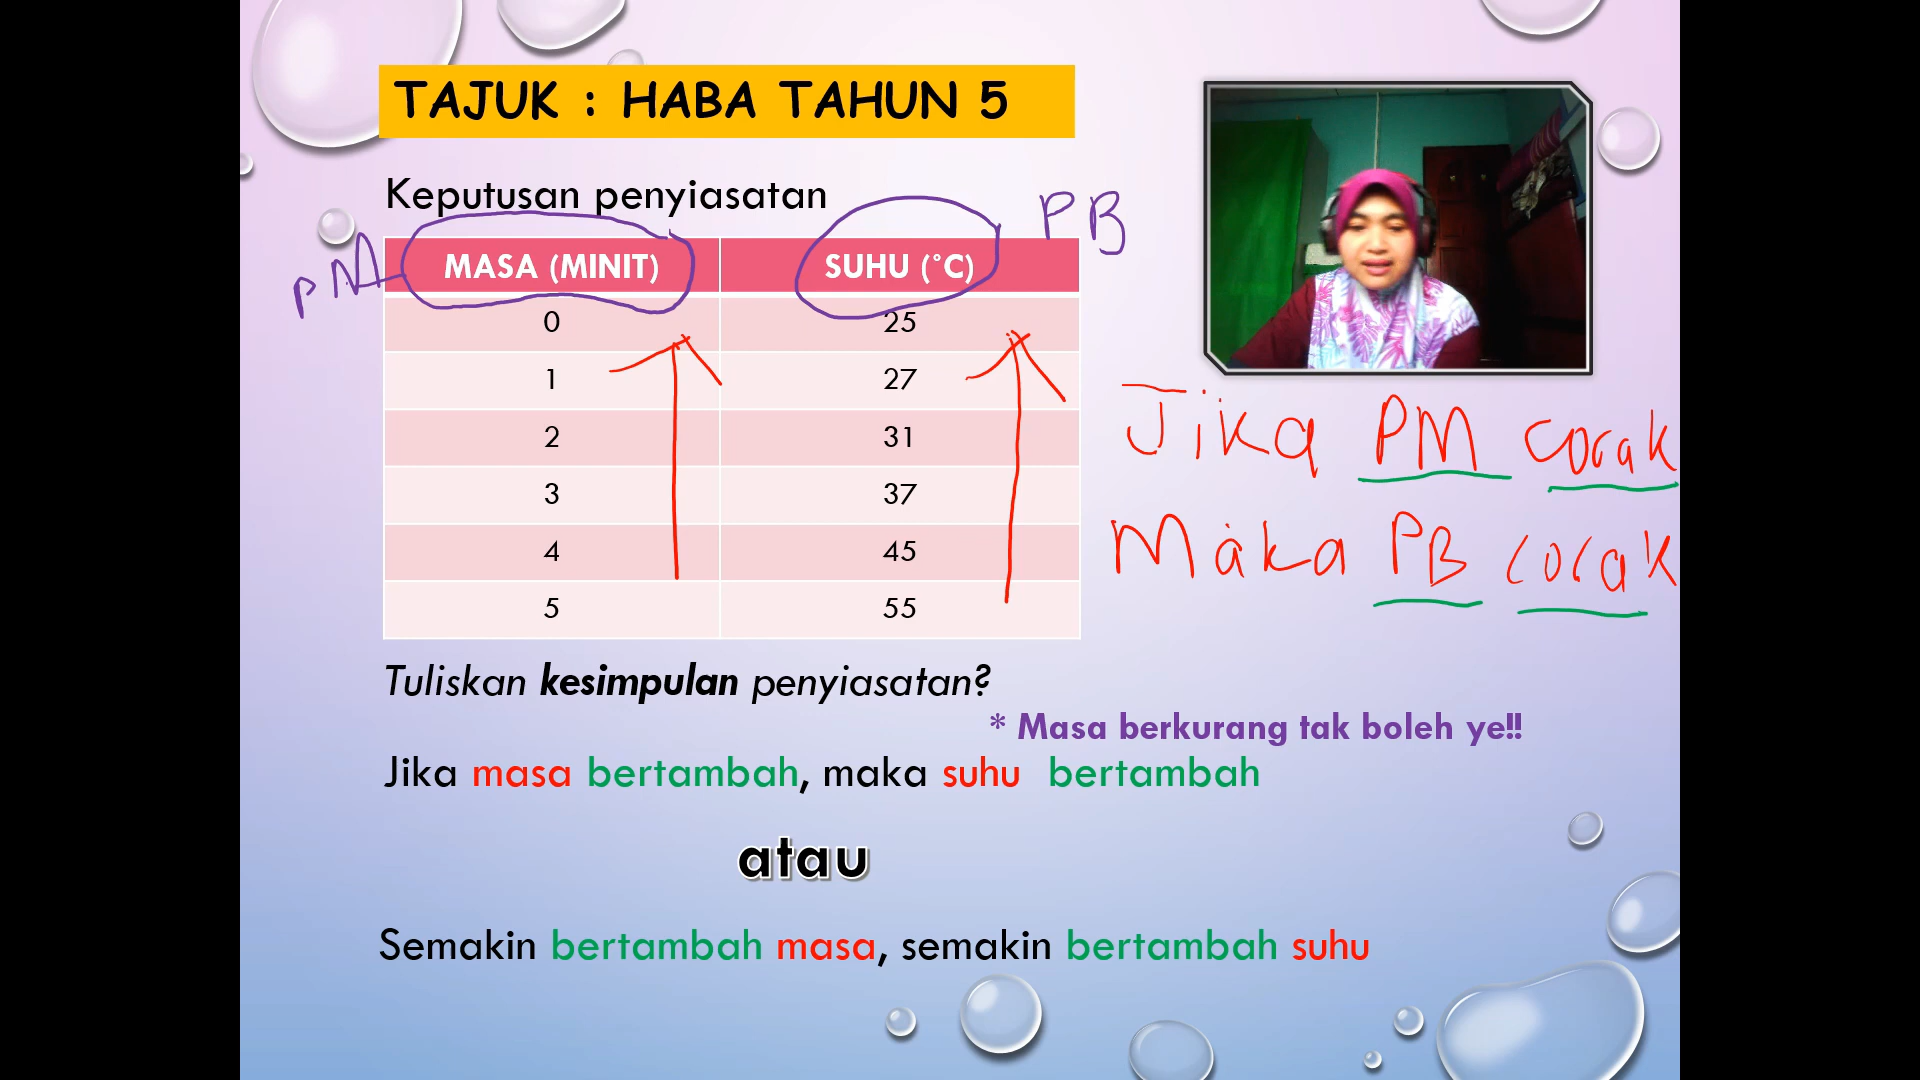 TAJUK : HABA TAHUN 5
Keputusan penyiasatan
PM
PB
MASA (MINIT) SUHU (°C)
0 25
1 27
2 31
3 37
4 45
5 55
Jika PM corak
Maka PB corak
Tuliskan kesimpulan penyiasatan?
* Masa berkurang tak boleh ye!!
Jika masa bertambah, maka suhu bertambah
atau
Semakin bertambah masa, semakin bertambah suhu